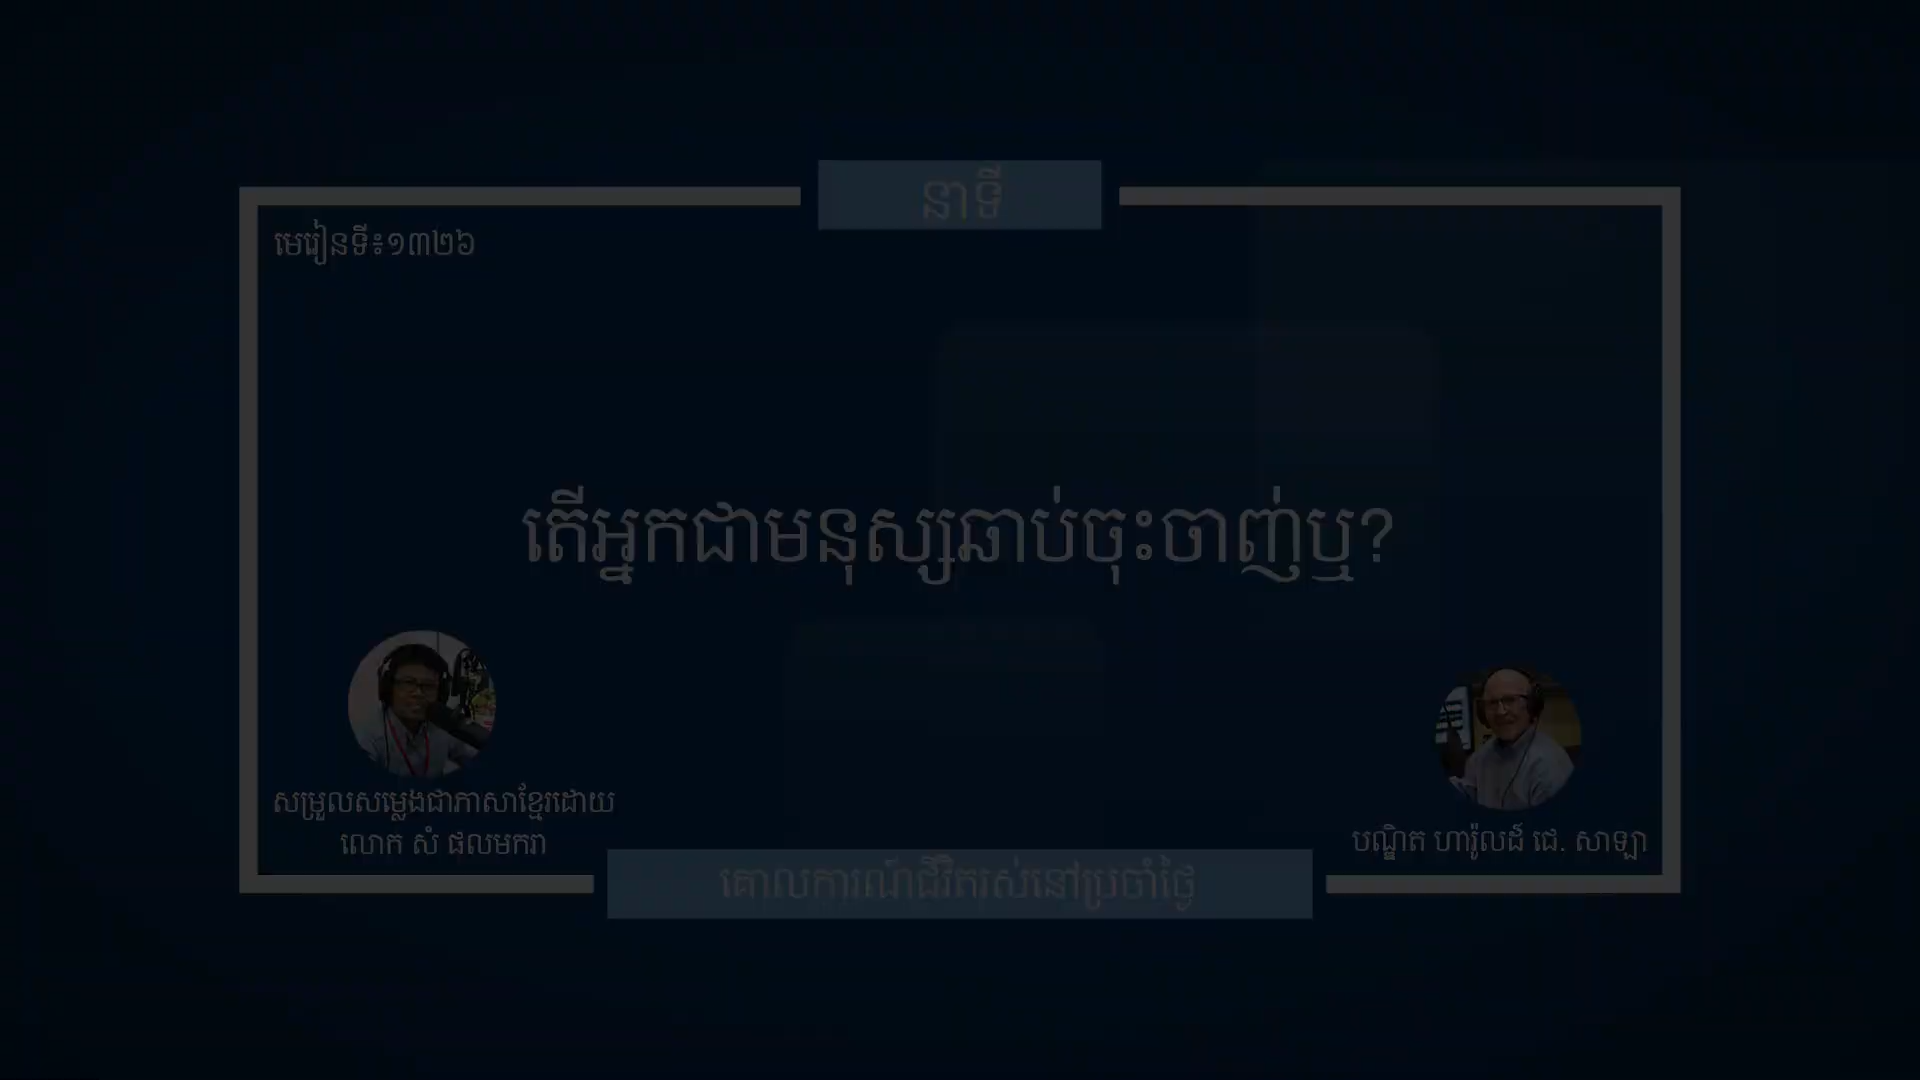 នាទី
មេរៀនទី៖១៣២៦
តើអ្នកជាមនុស្សឆាប់ចុះចាញ់ឬ?
សម្រួលសម្លេងជាភាសាខ្មែរដោយ
លោក សំ ផលមករា
បណ្ឌិត ហារ៉ូលដ៍ ជេ. សាឡា
គោលការណ៍ជីវិតរស់នៅប្រចាំថ្ងៃ